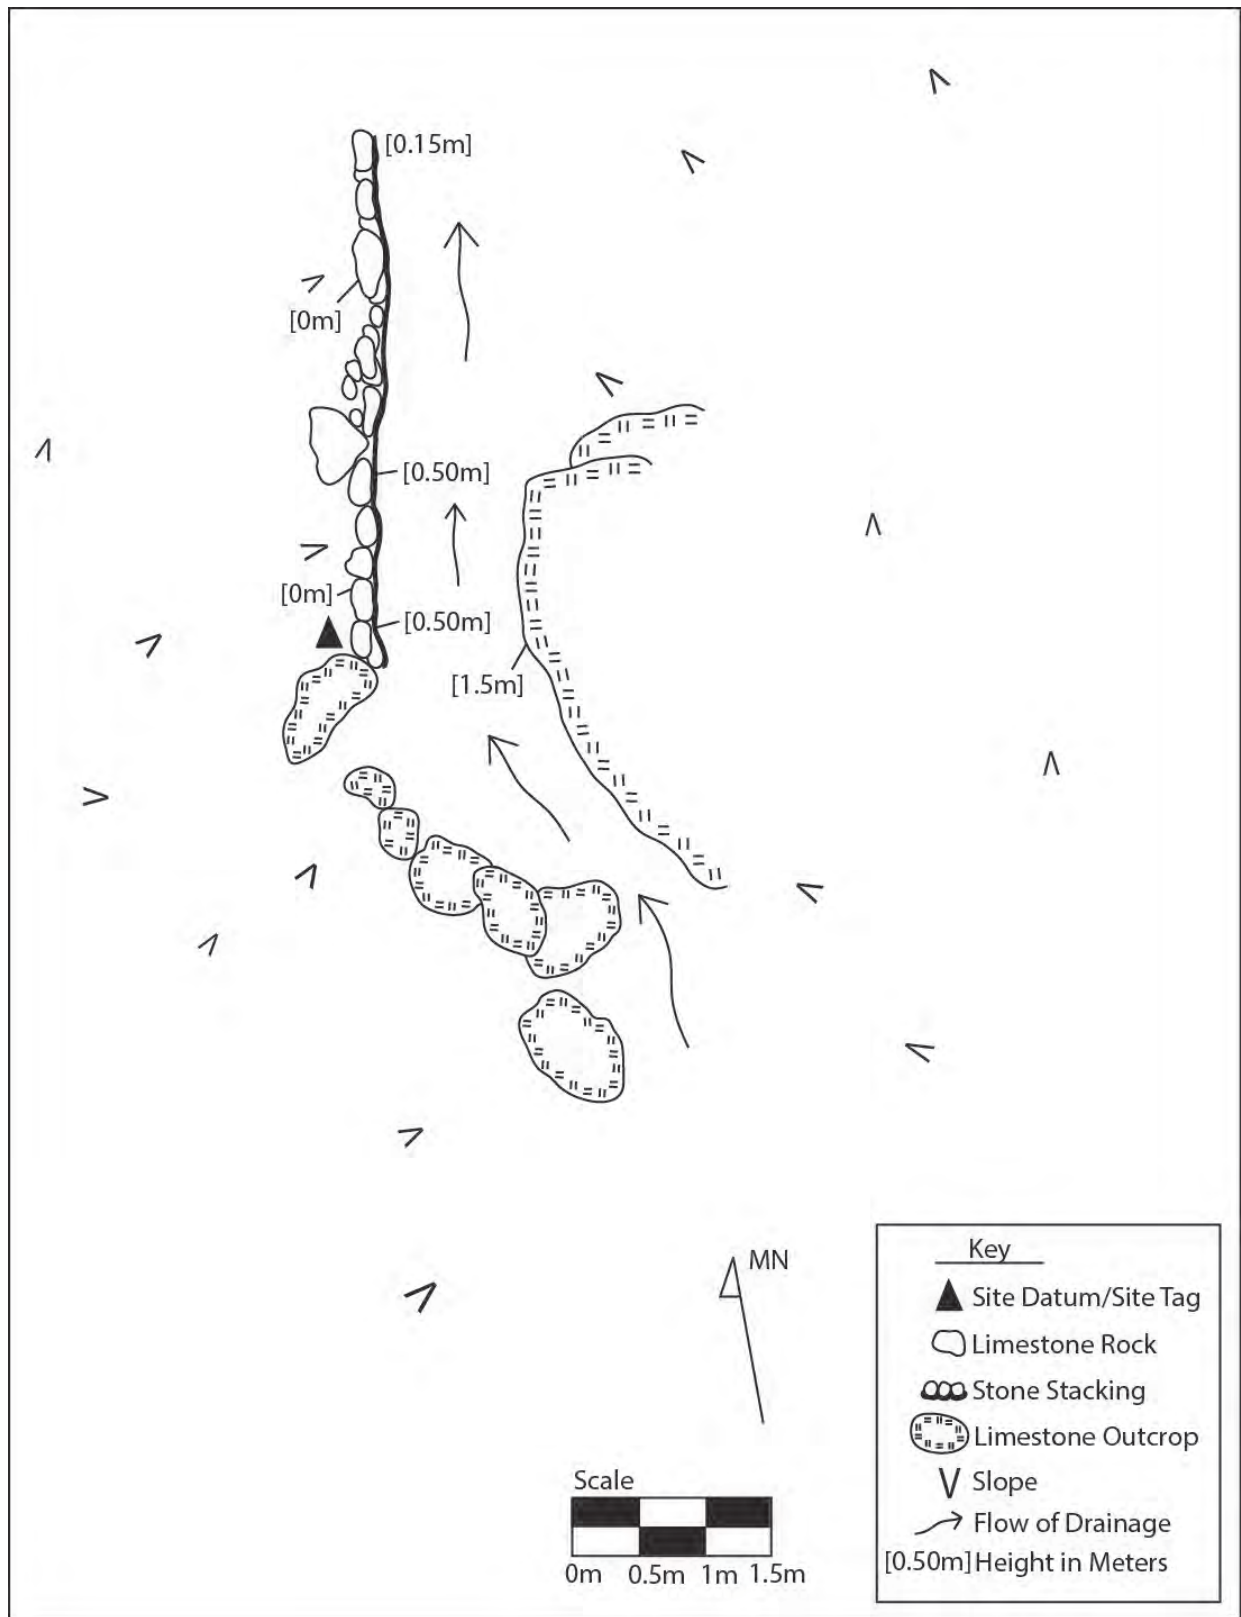 [0.15m]
[0m]
[0.50m]
[0m]
[0.50m]
[1.5m]
MN
Key
Site Datum/Site Tag
Limestone Rock
Stone Stacking
Limestone Outcrop
Slope
Flow of Drainage
[0.50m] Height in Meters
Scale
0m 0.5m 1m 1.5m